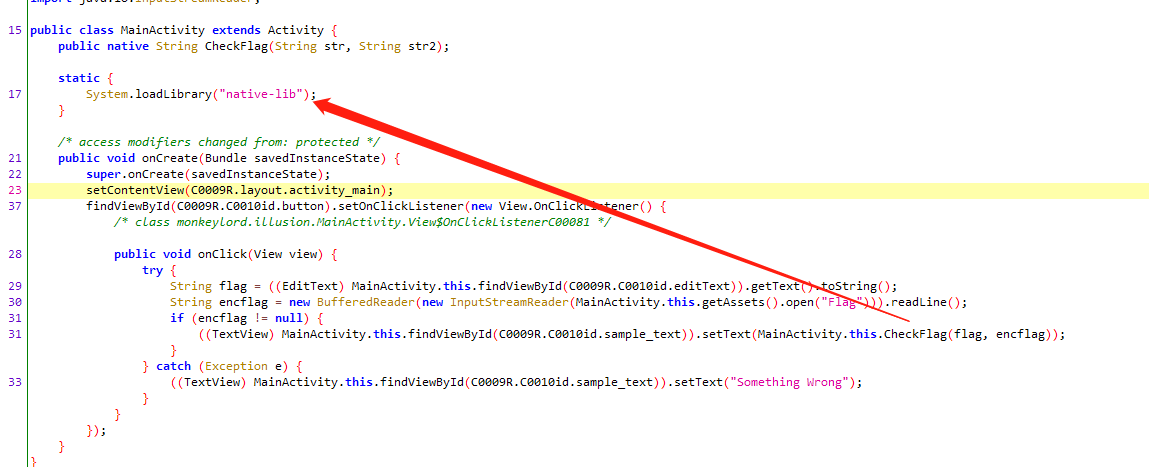 import java.io.InputStreamReader;
15 public class MainActivity extends Activity {
public native String CheckFlag(String str, String str2);
static {
17 System.loadLibrary("native-lib");
}
/* access modifiers changed from: protected */
21 public void onCreate(Bundle savedInstanceState) {
22 super.onCreate(savedInstanceState);
23 setContentView(C0009R.layout.activity_main);
37 findViewById(C0009R.C0010id.button).setOnClickListener(new View.OnClickListener() {
/* class monkeylord.illusion.MainActivity.View$OnClickListenerC00081 */
28 public void onClick(View view) {
try {
29 String flag = ((EditText) MainActivity.this.findViewById(C0009R.C0010id.editText)).getText().toString();
30 String encflag = new BufferedReader(new InputStreamReader(MainActivity.this.getAssets().open("Flag"))).readLine();
31 if (encflag != null) {
31 ((TextView) MainActivity.this.findViewById(C0009R.C0010id.sample_text)).setText(MainActivity.this.CheckFlag(flag, encflag));
}
} catch (Exception e) {
33 ((TextView) MainActivity.this.findViewById(C0009R.C0010id.sample_text)).setText("Something Wrong");
}
}
});
}
}